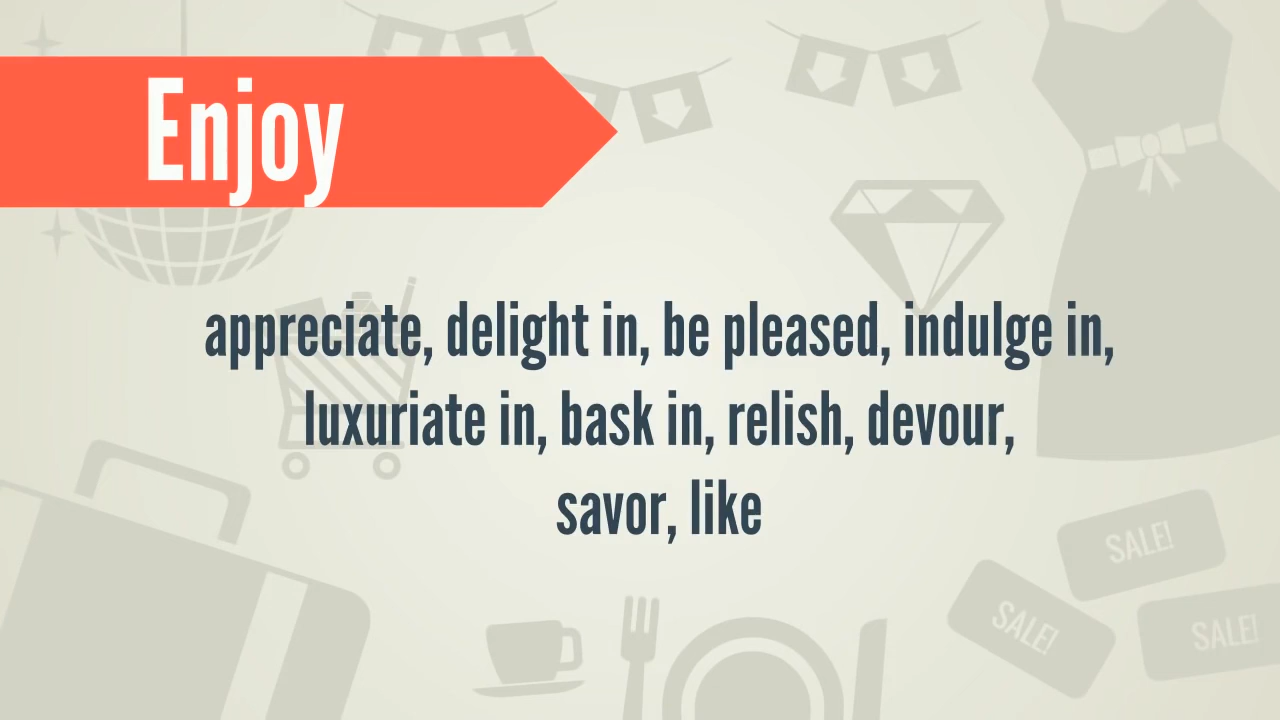 Enjoy
appreciate, delight in, be pleased, indulge in,
luxuriate in, bask in, relish, devour,
savor, like
SALE!
SALE!
SALE!